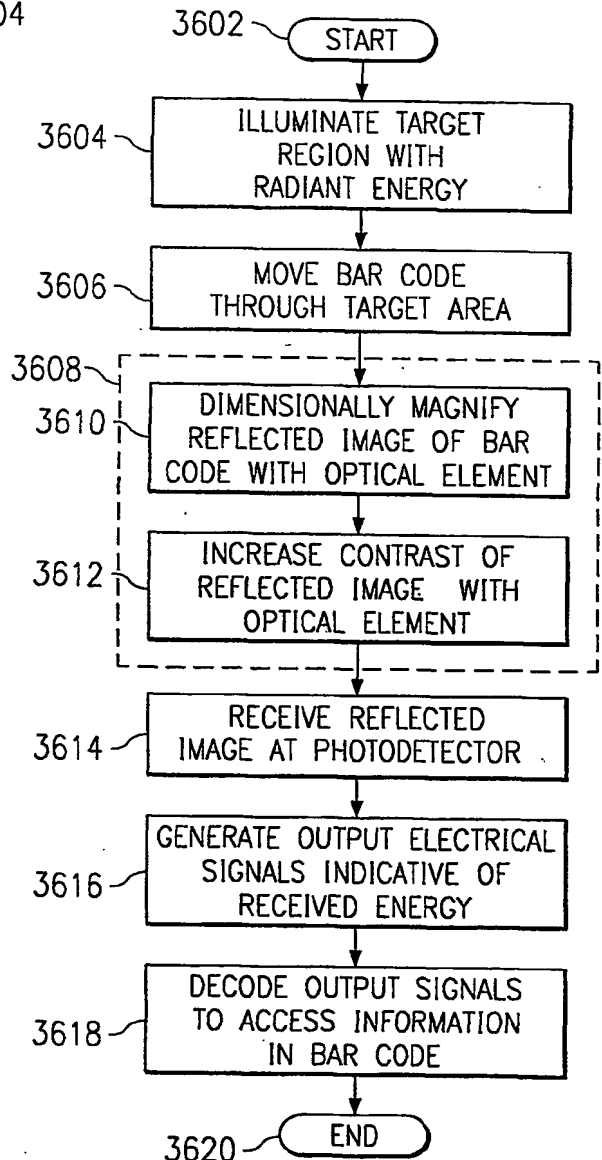 3602
START
3604
ILLUMINATE TARGET
REGION WITH
RADIANT ENERGY
3606
MOVE BAR CODE
THROUGH TARGET AREA
3608
3610
DIMENSIONALLY MAGNIFY
REFLECTED IMAGE OF BAR
CODE WITH OPTICAL ELEMENT
3612
INCREASE CONTRAST OF
REFLECTED IMAGE WITH
OPTICAL ELEMENT
3614
RECEIVE REFLECTED
IMAGE AT PHOTODETECTOR
3616
GENERATE OUTPUT ELECTRICAL
SIGNALS INDICATIVE OF
RECEIVED ENERGY
3618
DECODE OUTPUT SIGNALS
TO ACCESS INFORMATION
IN BAR CODE
3620
END